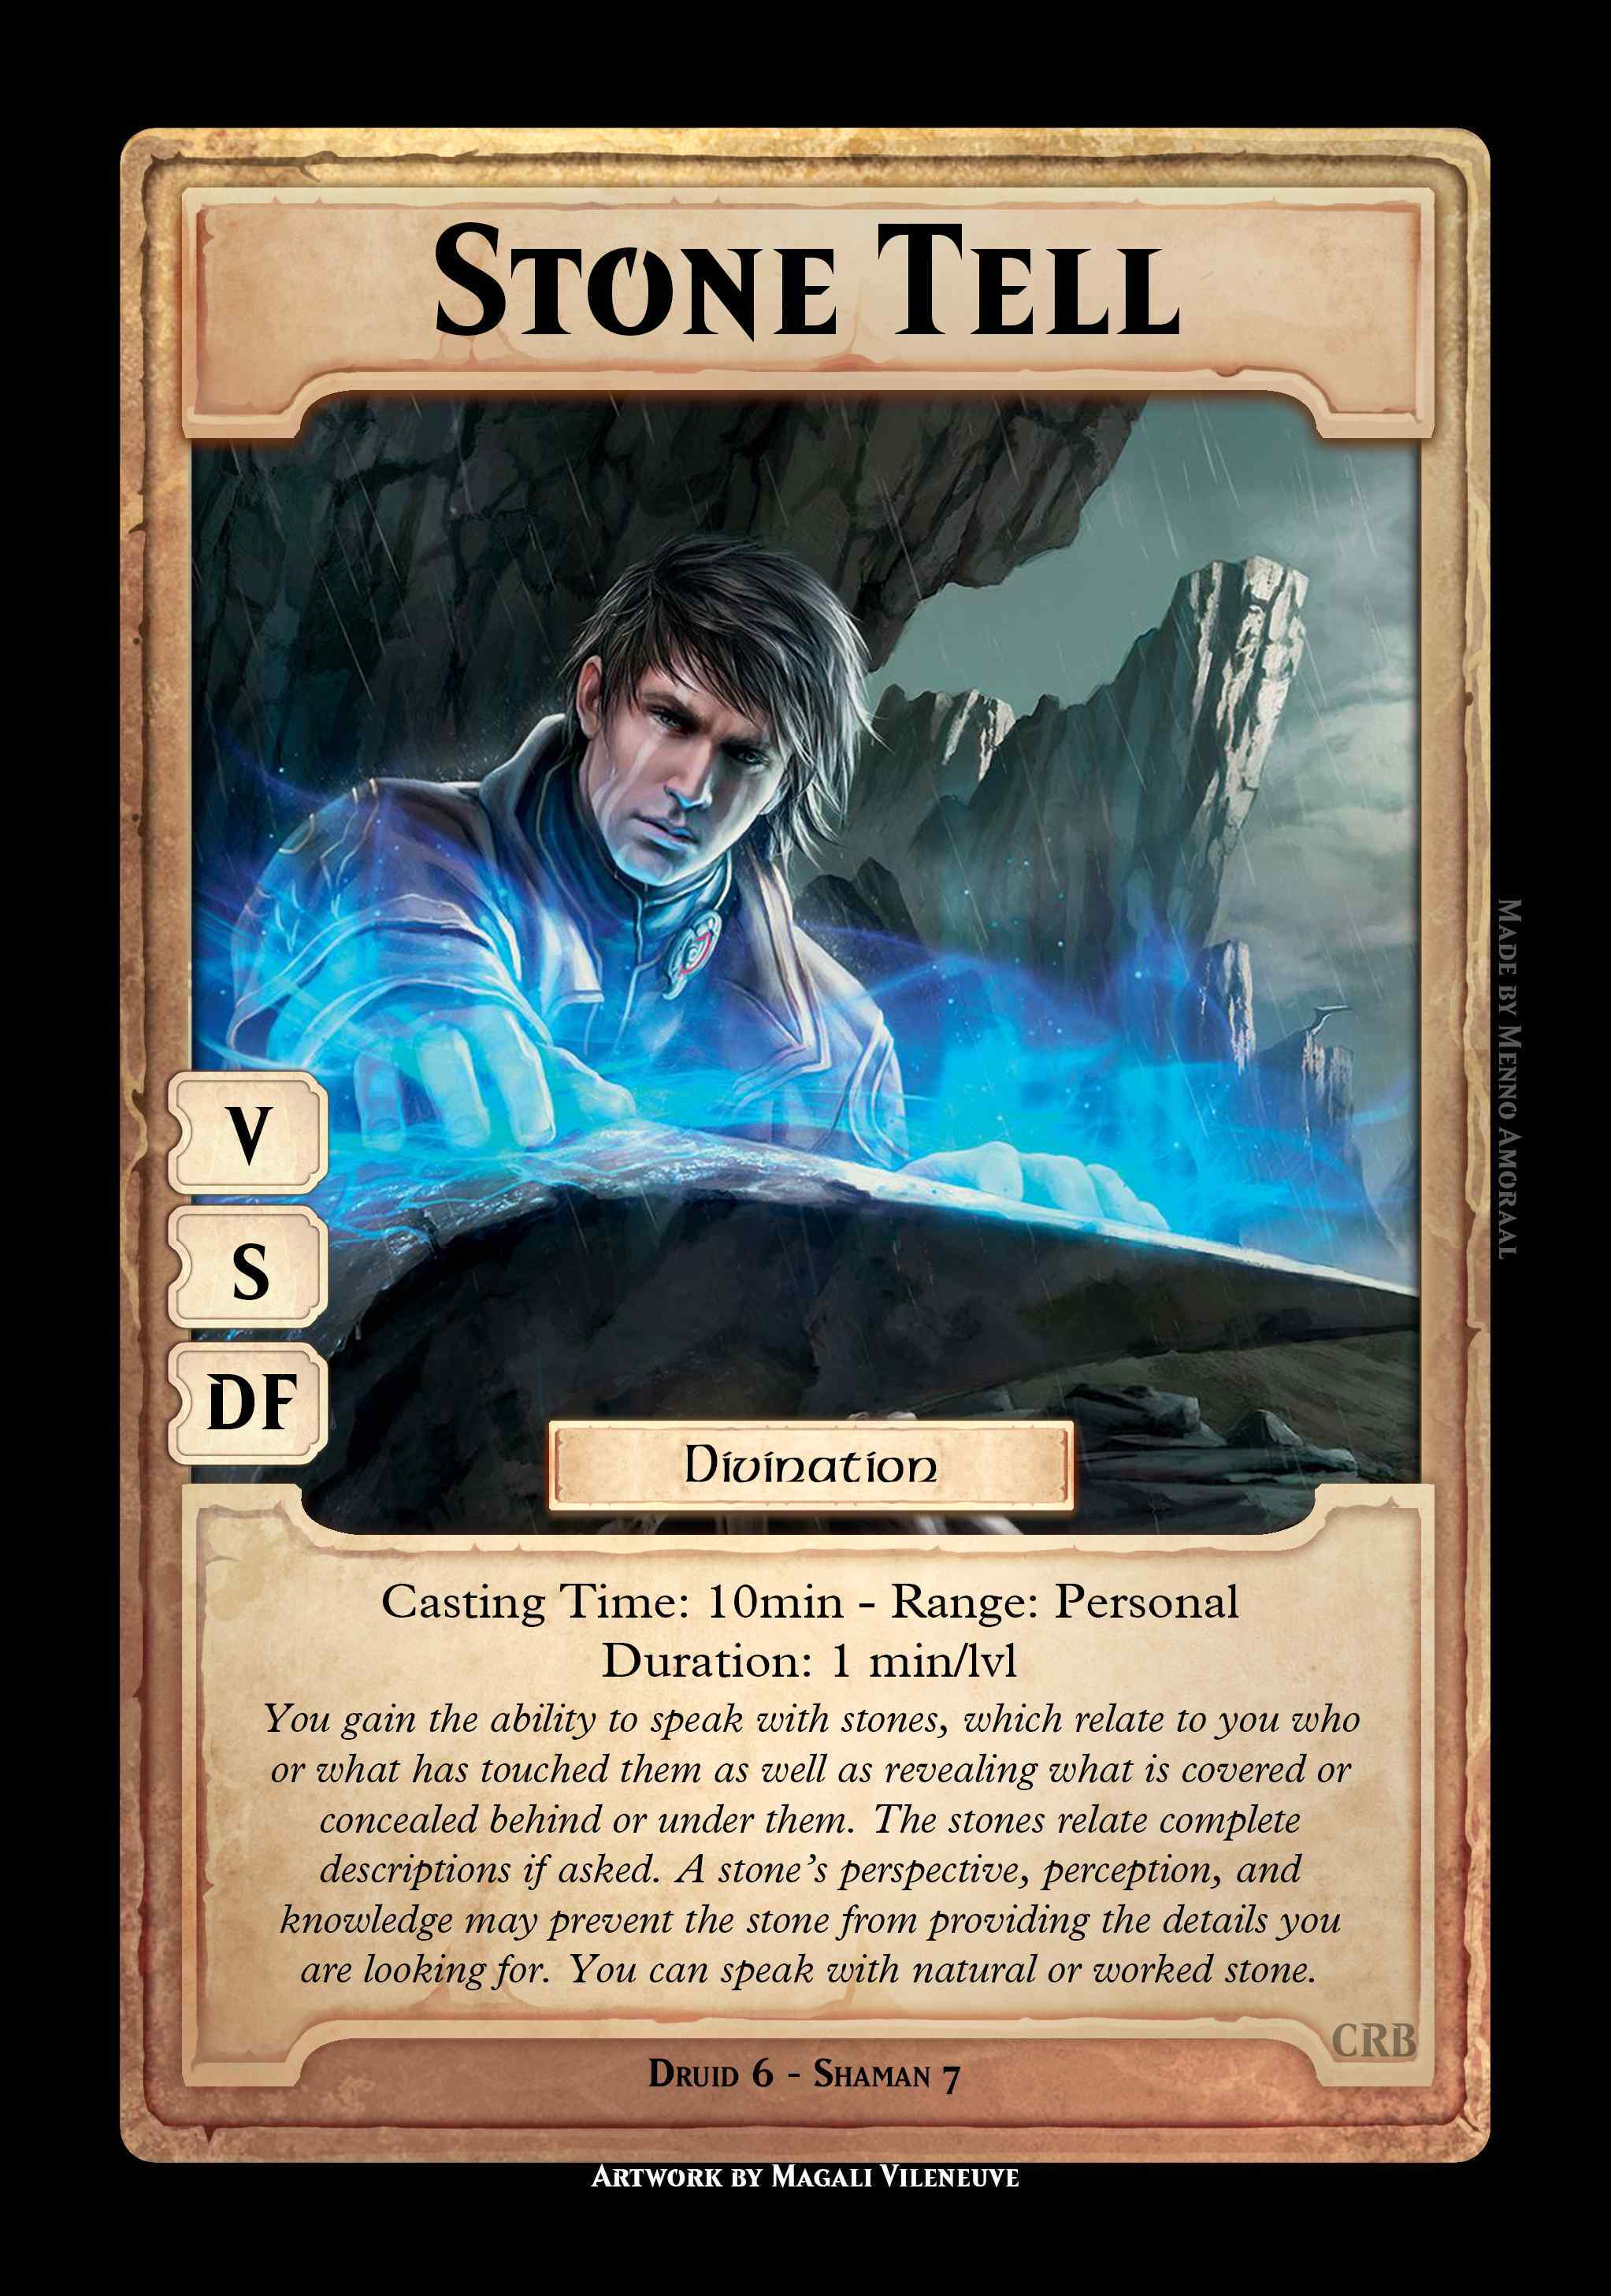 Stone Tell
V
S
DF
Divination
Casting Time: 10min - Range: Personal
Duration: 1 min/lvl
You gain the ability to speak with stones, which relate to you who
or what has touched them as well as revealing what is covered or
concealed behind or under them. The stones relate complete
descriptions if asked. A stone's perspective, perception, and
knowledge may prevent the stone from providing the details you
are looking for. You can speak with natural or worked stone.
CRB
Druid 6 - Shaman 7
Artwork by Magali Vileneuve
Made by Menno Amoraal